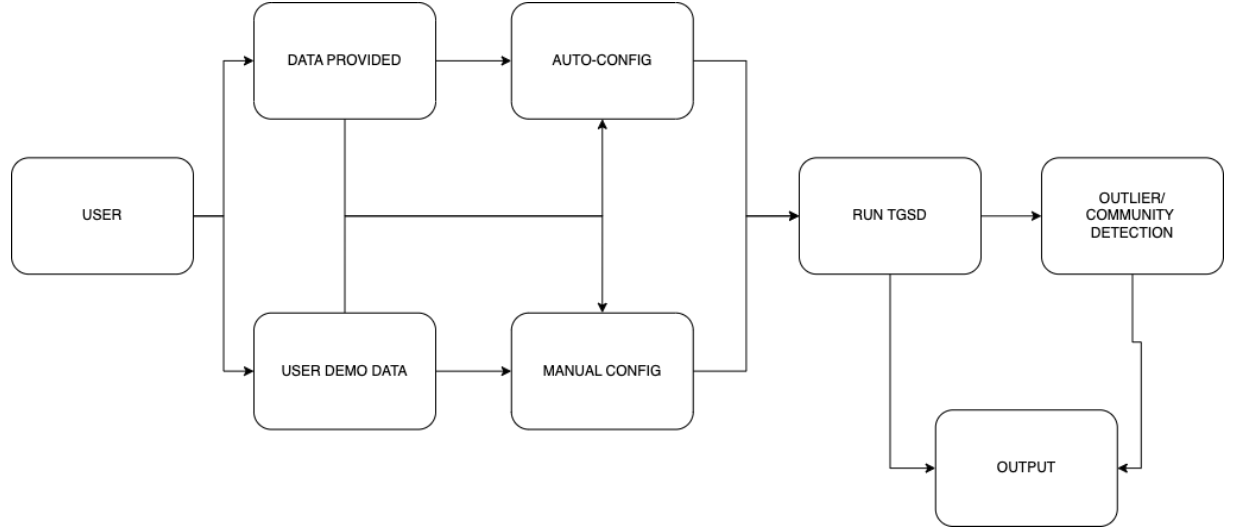 DATA PROVIDED
AUTO-CONFIG
USER
RUN TGSD
OUTLIER/
COMMUNITY
DETECTION
USER DEMO DATA
MANUAL CONFIG
OUTPUT